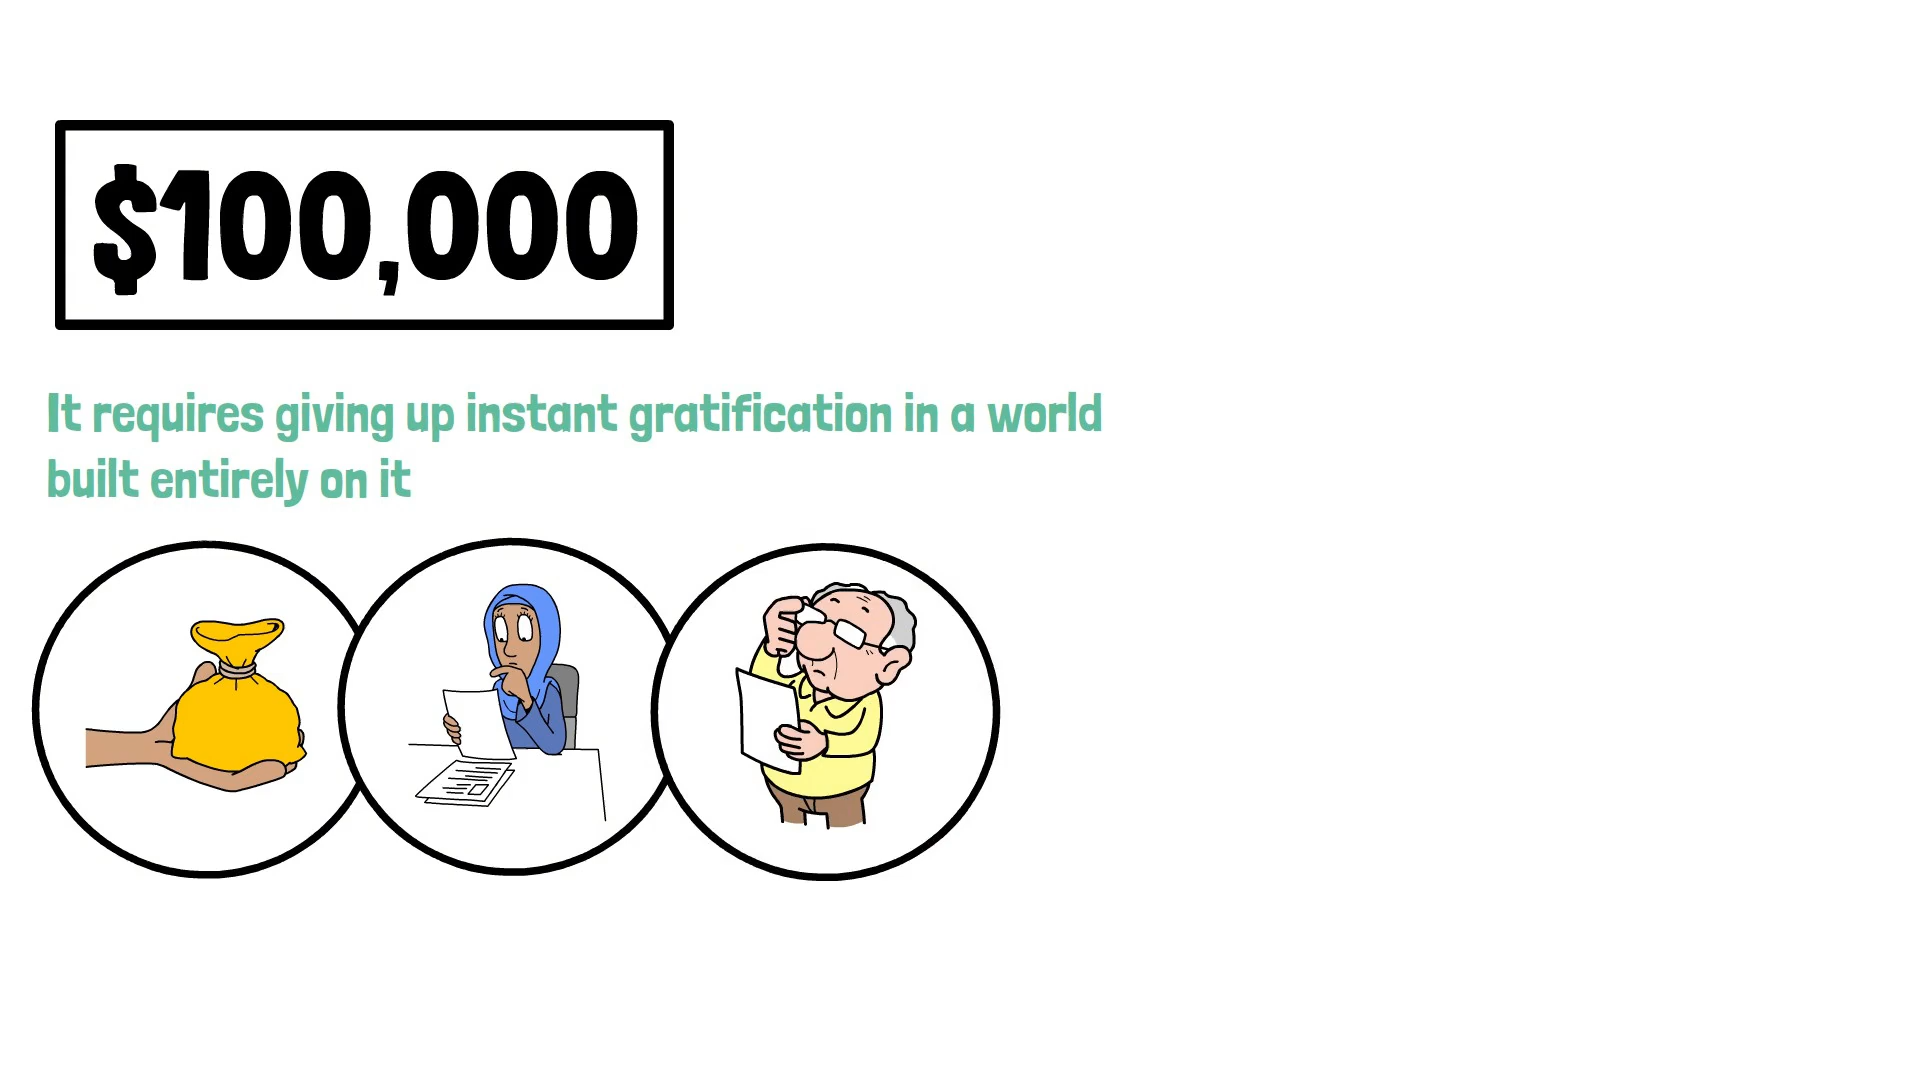 $100,000
It requires giving up instant gratification in a world
built entirely on it